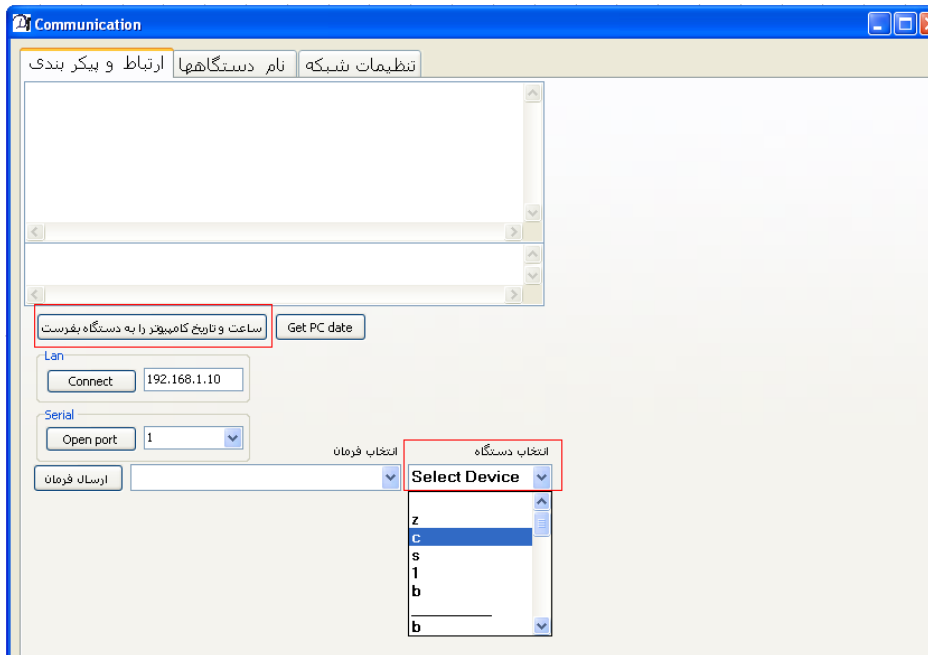 Communication
ارتباط و پیکر بندی
نام دستگاهها
تنظیمات شبکه
ساعت و تاریخ کامپیوتر را به دستگاه بفرست
Get PC date
Lan
Connect
192.168.1.10
Serial
Open port
1
انتخاب فرمان
انتخاب دستگاه
ارسال فرمان
Select Device
z
c
s
1
b
___________
b